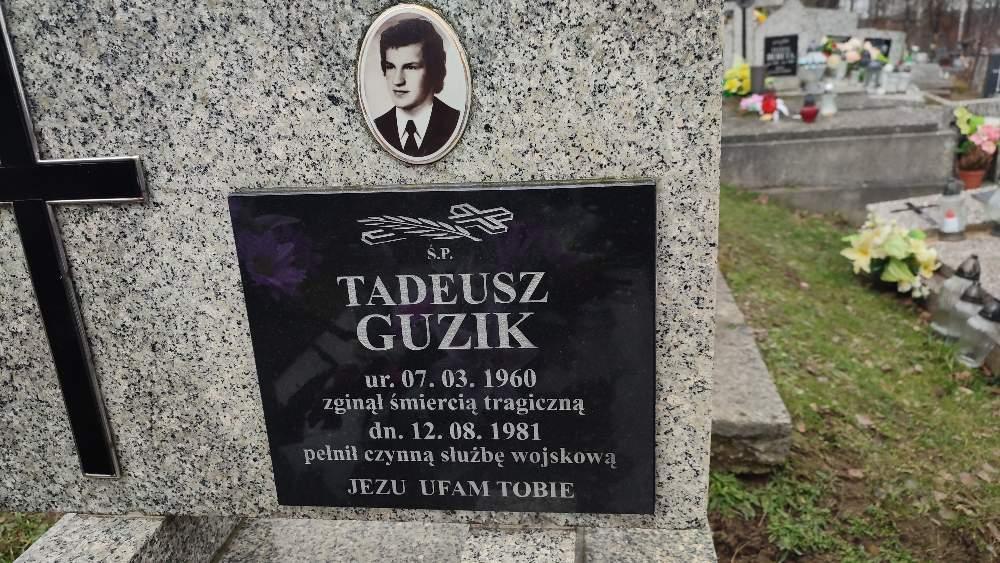 Ś.P.
TADEUSZ
GUZIK
ur. 07. 03. 1960
zginął śmiercią tragiczną
dn. 12. 08. 1981
pełnił czynną służbę wojskową
JEZU UFAM TOBIE